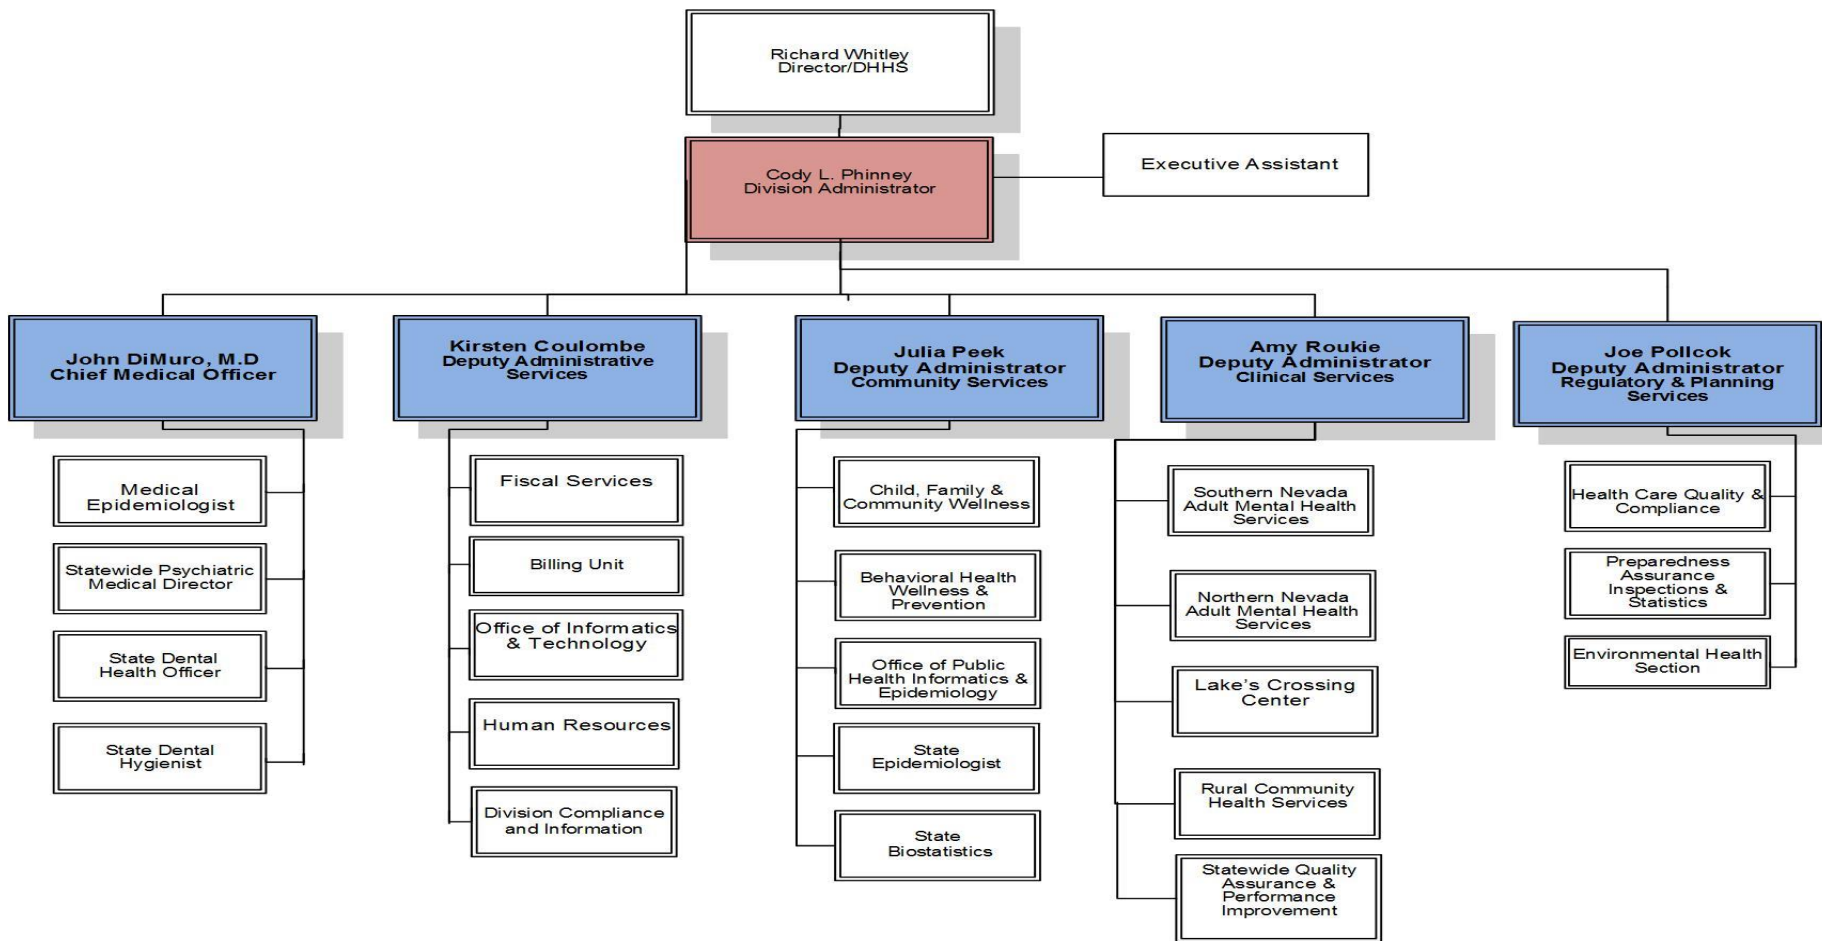 Richard Whitley
Director/DHHS
Cody L. Phinney
Division Administrator
Executive Assistant
John DiMuro, M.D
Chief Medical Officer
Kirsten Coulombe
Deputy Administrative
Services
Julia Peek
Deputy Administrator
Community Services
Amy Roukie
Deputy Administrator
Clinical Services
Joe Pollcok
Deputy Administrator
Regulatory & Planning
Services
Medical
Epidemiologist
Statewide Psychiatric
Medical Director
State Dental
Health Officer
State Dental
Hygienist
Fiscal Services
Billing Unit
Office of Informatics
& Technology
Human Resources
Division Compliance
and Information
Child, Family &
Community Wellness
Behavioral Health
Wellness &
Prevention
Office of Public
Health Informatics &
Epidemiology
State
Epidemiologist
State
Biostatistics
Southern Nevada
Adult Mental Health
Services
Northern Nevada
Adult Mental Health
Services
Lake’s Crossing
Center
Rural Community
Health Services
Statewide Quality
Assurance &
Performance
Improvement
Health Care Quality &
Compliance
Preparedness
Assurance
Inspections &
Statistics
Environmental Health
Section